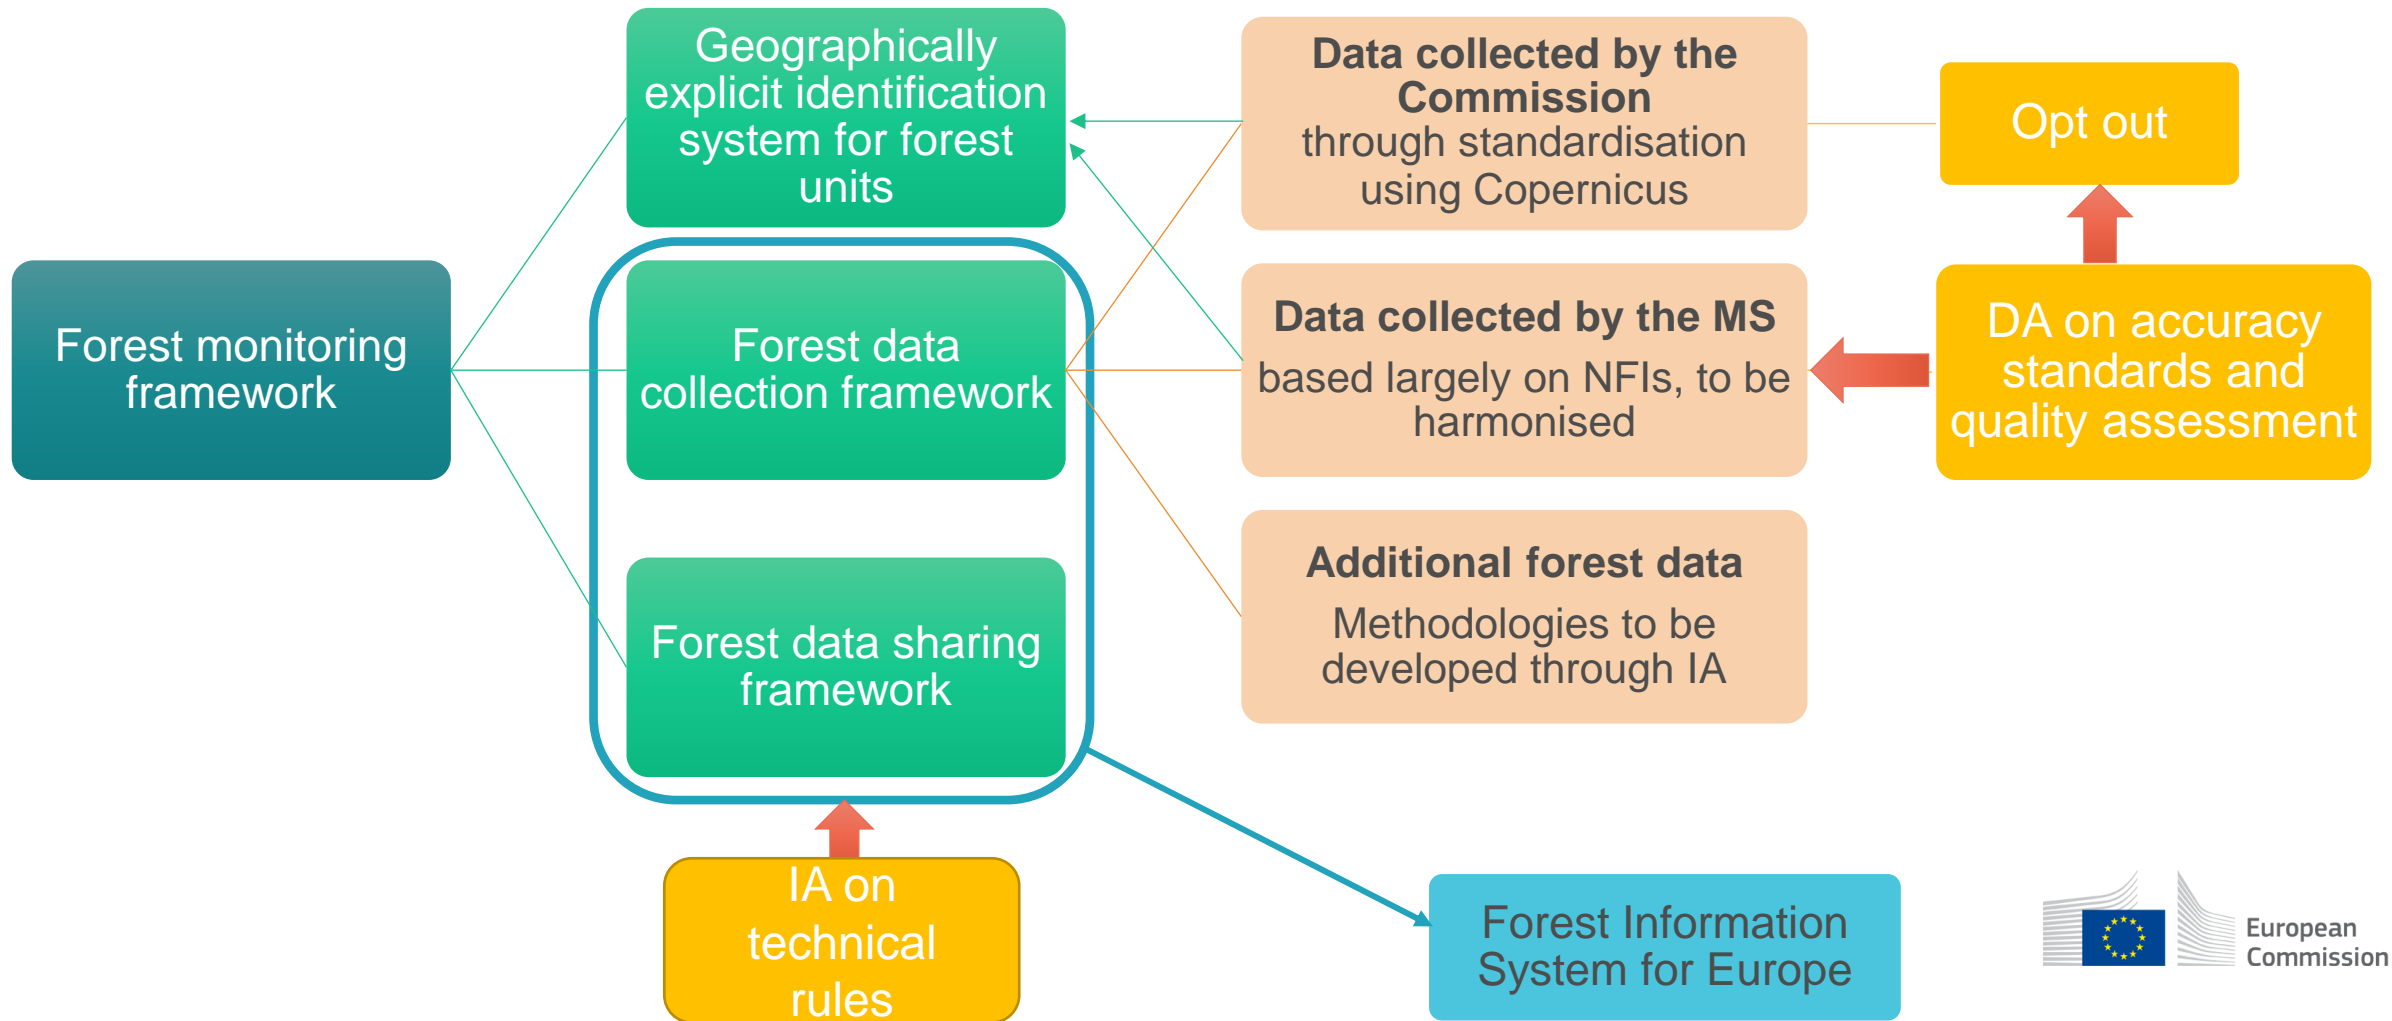 Geographically
explicit identification
system for forest
units
Data collected by the
Commission
through standardisation
using Copernicus
Opt out
Forest monitoring
framework
Forest data
collection framework
Data collected by the MS
based largely on NFIs, to be
harmonised
DA on accuracy
standards and
quality assessment
Forest data sharing
framework
Additional forest data
Methodologies to be
developed through IA
IA on
technical
rules
Forest Information
System for Europe
European
Commission